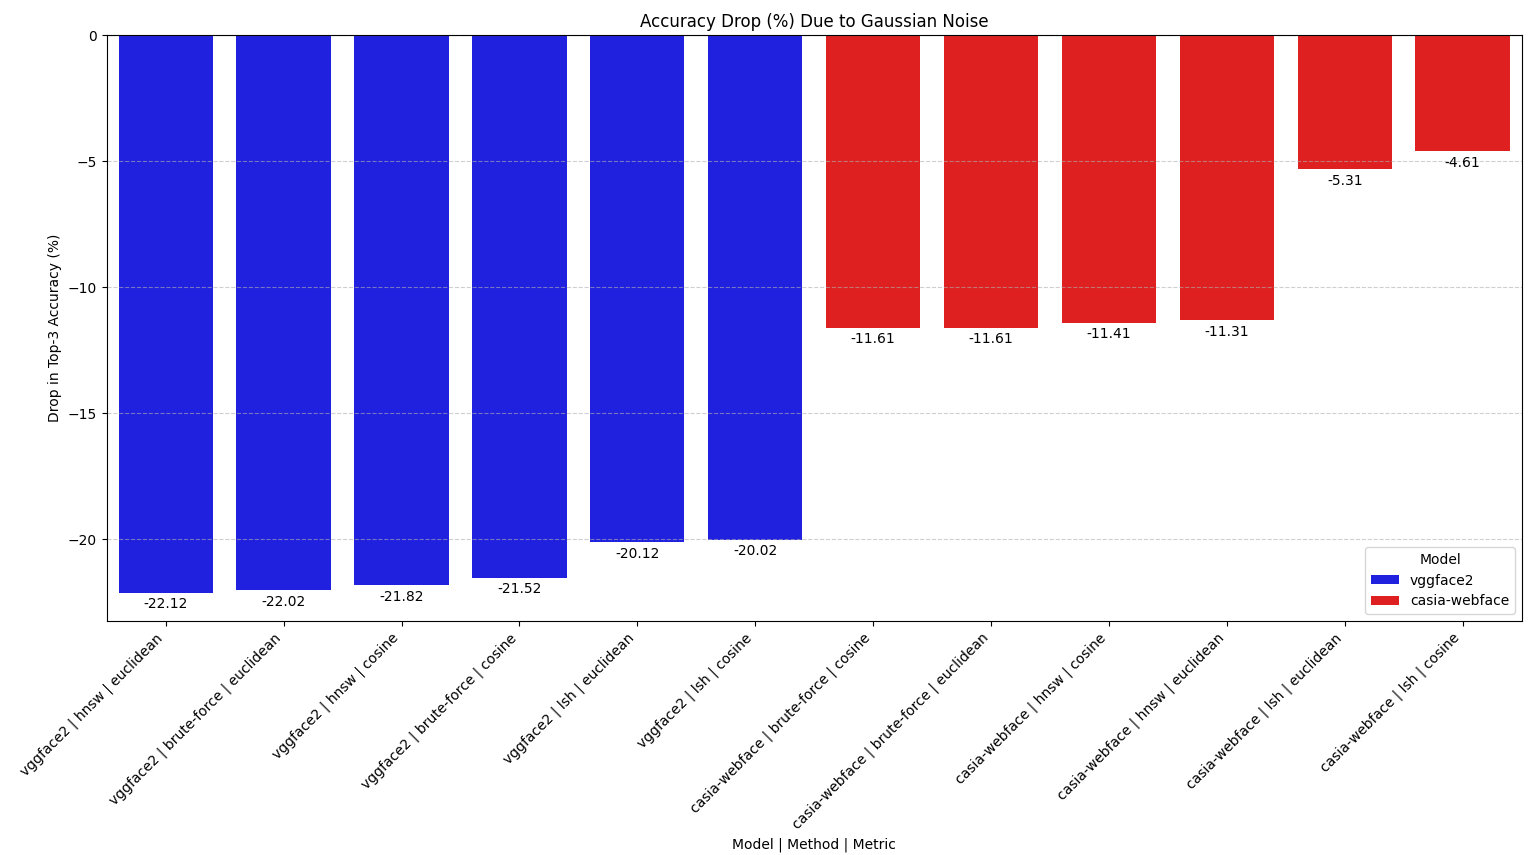 Accuracy Drop (%) Due to Gaussian Noise
Drop in Top-3 Accuracy (%)
0
−5
−10
−15
−20
-22.12
-22.02
-21.82
-21.52
-20.12
-20.02
-11.61
-11.61
-11.41
-11.31
-5.31
-4.61
Model
vggface2
casia-webface
vggface2 | hnsw | euclidean
vggface2 | brute-force | euclidean
vggface2 | hnsw | cosine
vggface2 | brute-force | cosine
vggface2 | lsh | euclidean
vggface2 | lsh | cosine
casia-webface | brute-force | cosine
casia-webface | brute-force | euclidean
casia-webface | hnsw | cosine
casia-webface | hnsw | euclidean
casia-webface | lsh | euclidean
casia-webface | lsh | cosine
Model | Method | Metric